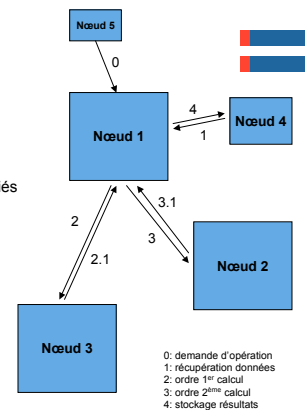 Nœud 5
0
Nœud 1
4
Nœud 4
1
iés
2
3.1
3
2.1
Nœud 2
Nœud 3
0: demande d'opération
1: récupération données
2: ordre 1er calcul
3: ordre 2ème calcul
4: stockage résultats